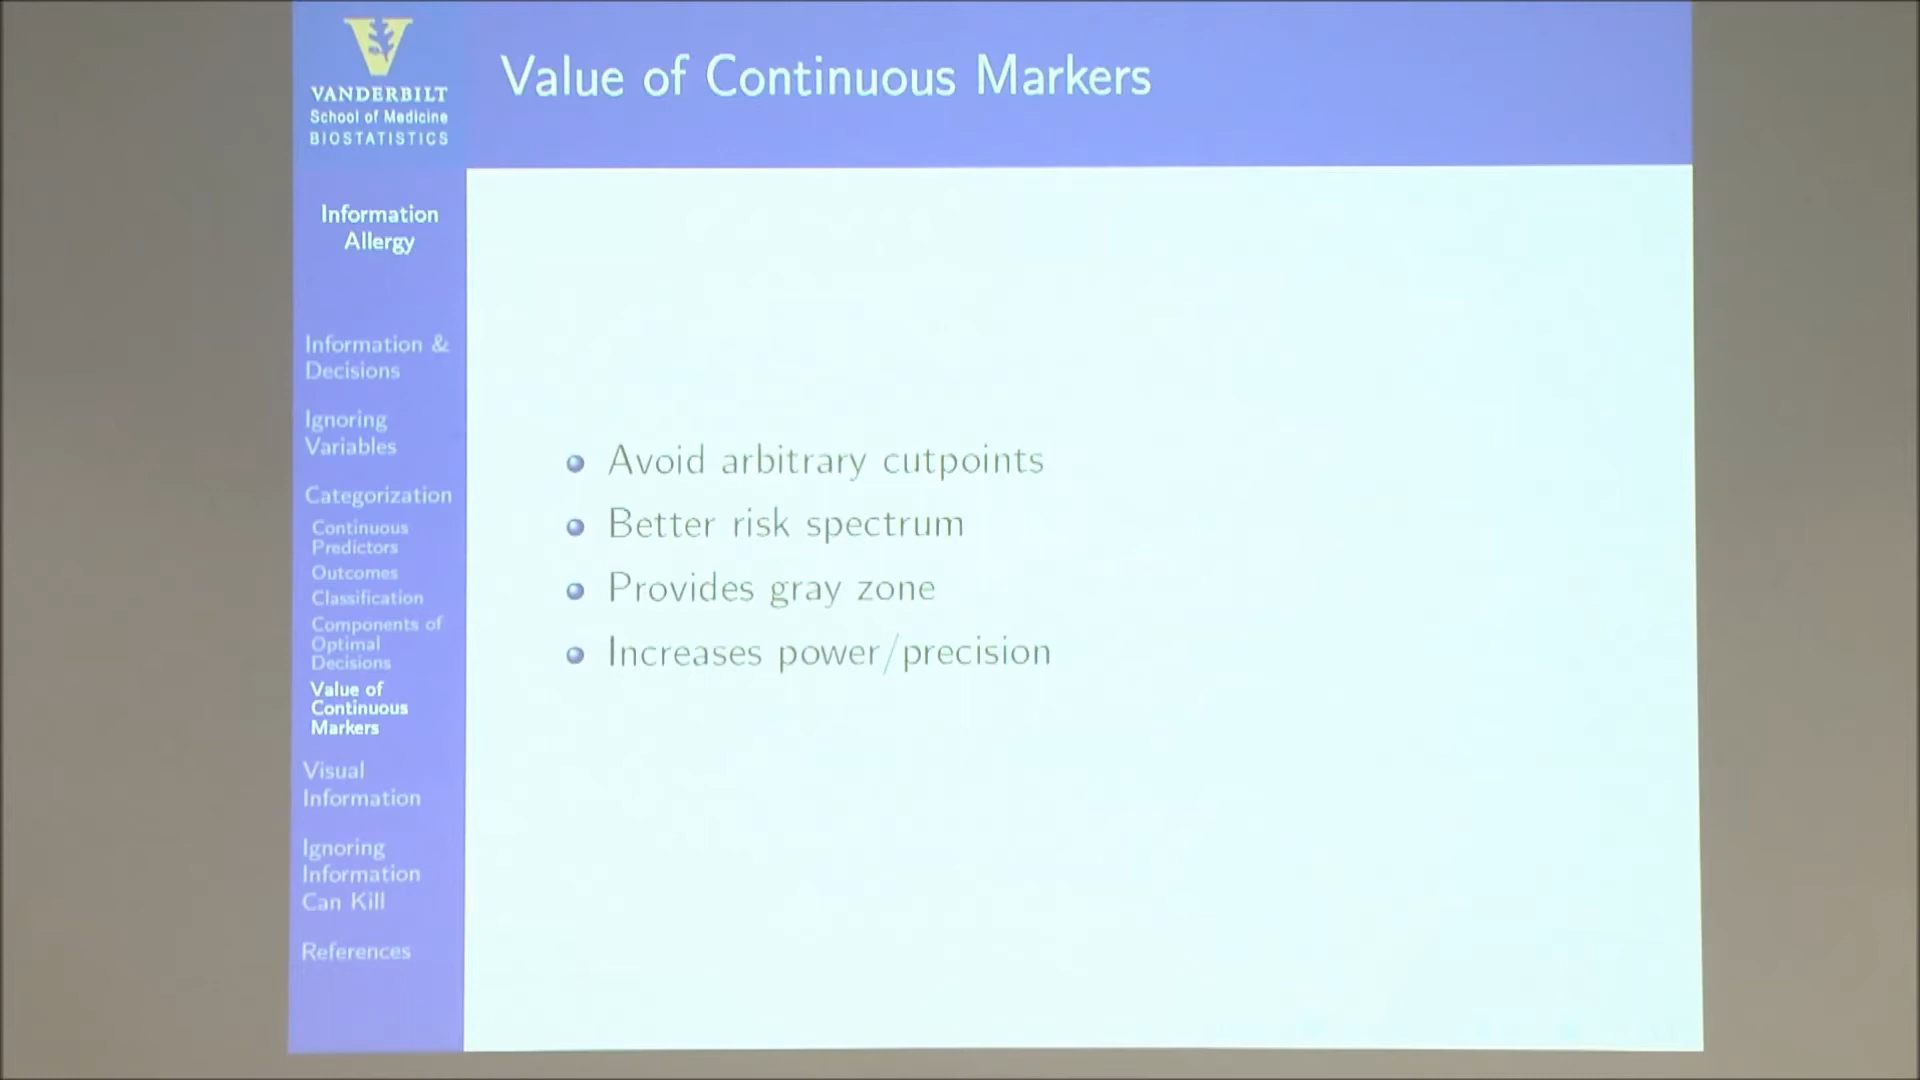 VANDERBILT
School of Medicine
BIOSTATISTICS
Value of Continuous Markers
Information
Allergy
Information &
Decisions
Ignoring
Variables
Categorization
Continuous
Predictors
Outcomes
Classification
Components of
Optimal
Decisions
Value of
Continuous
Markers
Visual
Information
Ignoring
Information
Can Kill
References
Avoid arbitrary cutpoints
Better risk spectrum
Provides gray zone
Increases power/precision